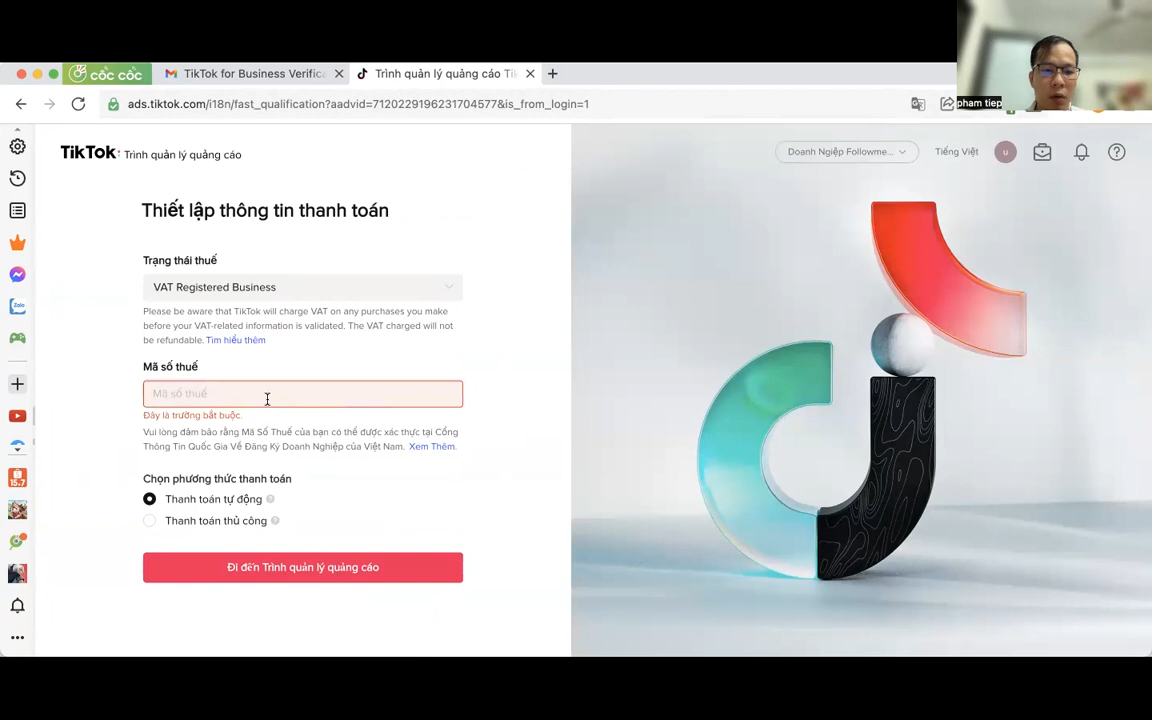 cốc cốc
TikTok for Business Verifica
Trình quản lý quảng cáo Tik
ads.tiktok.com/i18n/fast_qualification?aadvid=7120229196231704577&is_from_login=1
pham tiep
TikTok: Trình quản lý quảng cáo
Doanh Ngiệp Followme...
Tiếng Việt
u
Thiết lập thông tin thanh toán
Trạng thái thuế
VAT Registered Business
Please be aware that TikTok will charge VAT on any purchases you make
before your VAT-related information is validated. The VAT charged will not
be refundable. Tìm hiểu thêm
Mã số thuế
Mã số thuế
Đây là trường bắt buộc.
Vui lòng đảm bảo rằng Mã Số Thuế của bạn có thể được xác thực tại Cổng
Thông Tin Quốc Gia Về Đăng Ký Doanh Nghiệp của Việt Nam. Xem Thêm.
Chọn phương thức thanh toán
Thanh toán tự động
Thanh toán thủ công
Đi đến Trình quản lý quảng cáo
Zalo
15.7